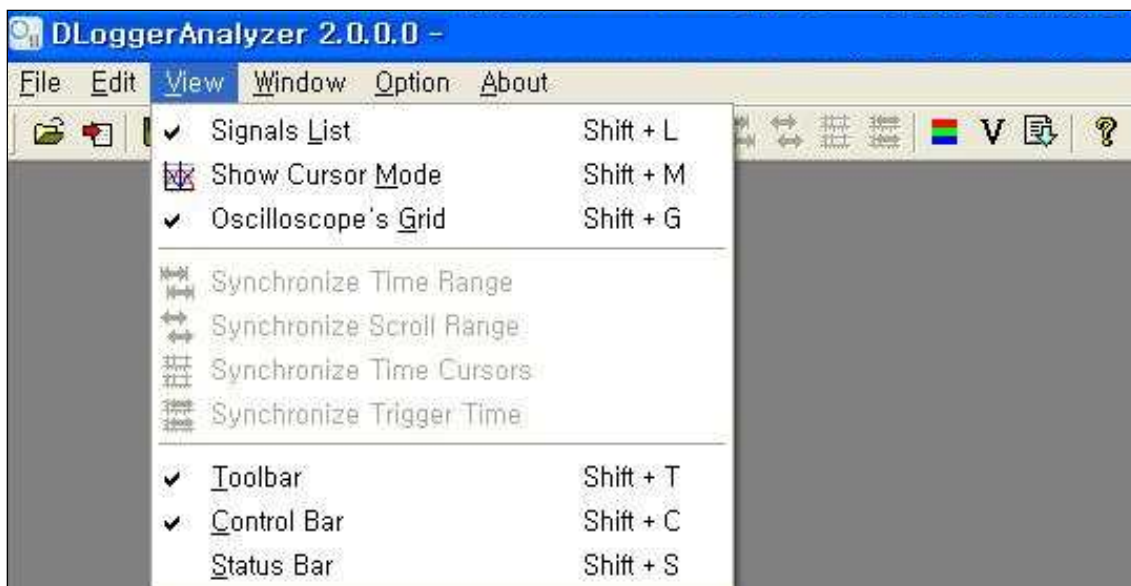 DLoggerAnalyzer 2.0.0.0 -
File Edit View Window Option About
V ?
Signals List Shift + L
Show Cursor Mode Shift + M
Oscilloscope's Grid Shift + G
Synchronize Time Range
Synchronize Scroll Range
Synchronize Time Cursors
Synchronize Trigger Time
Toolbar Shift + T
Control Bar Shift + C
Status Bar Shift + S